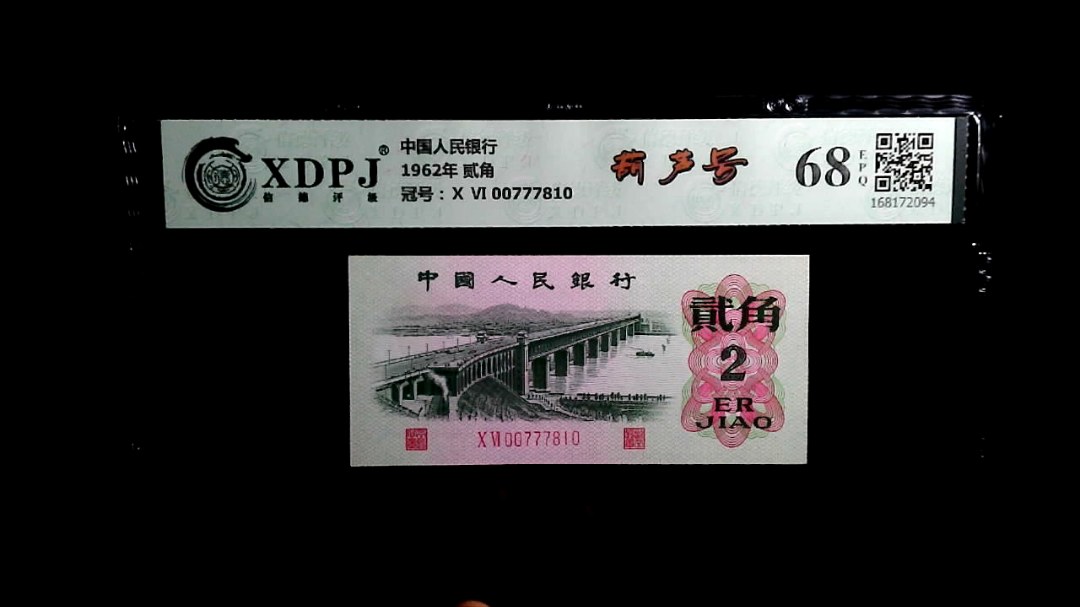 XDPJ®
信德评级
中国人民银行
1962年 贰角
冠号：X Ⅵ 00777810
葫芦号
68
EPQ
168172094
中國人民銀行
貳角
2
ER
JIAO
X Ⅵ 00777810